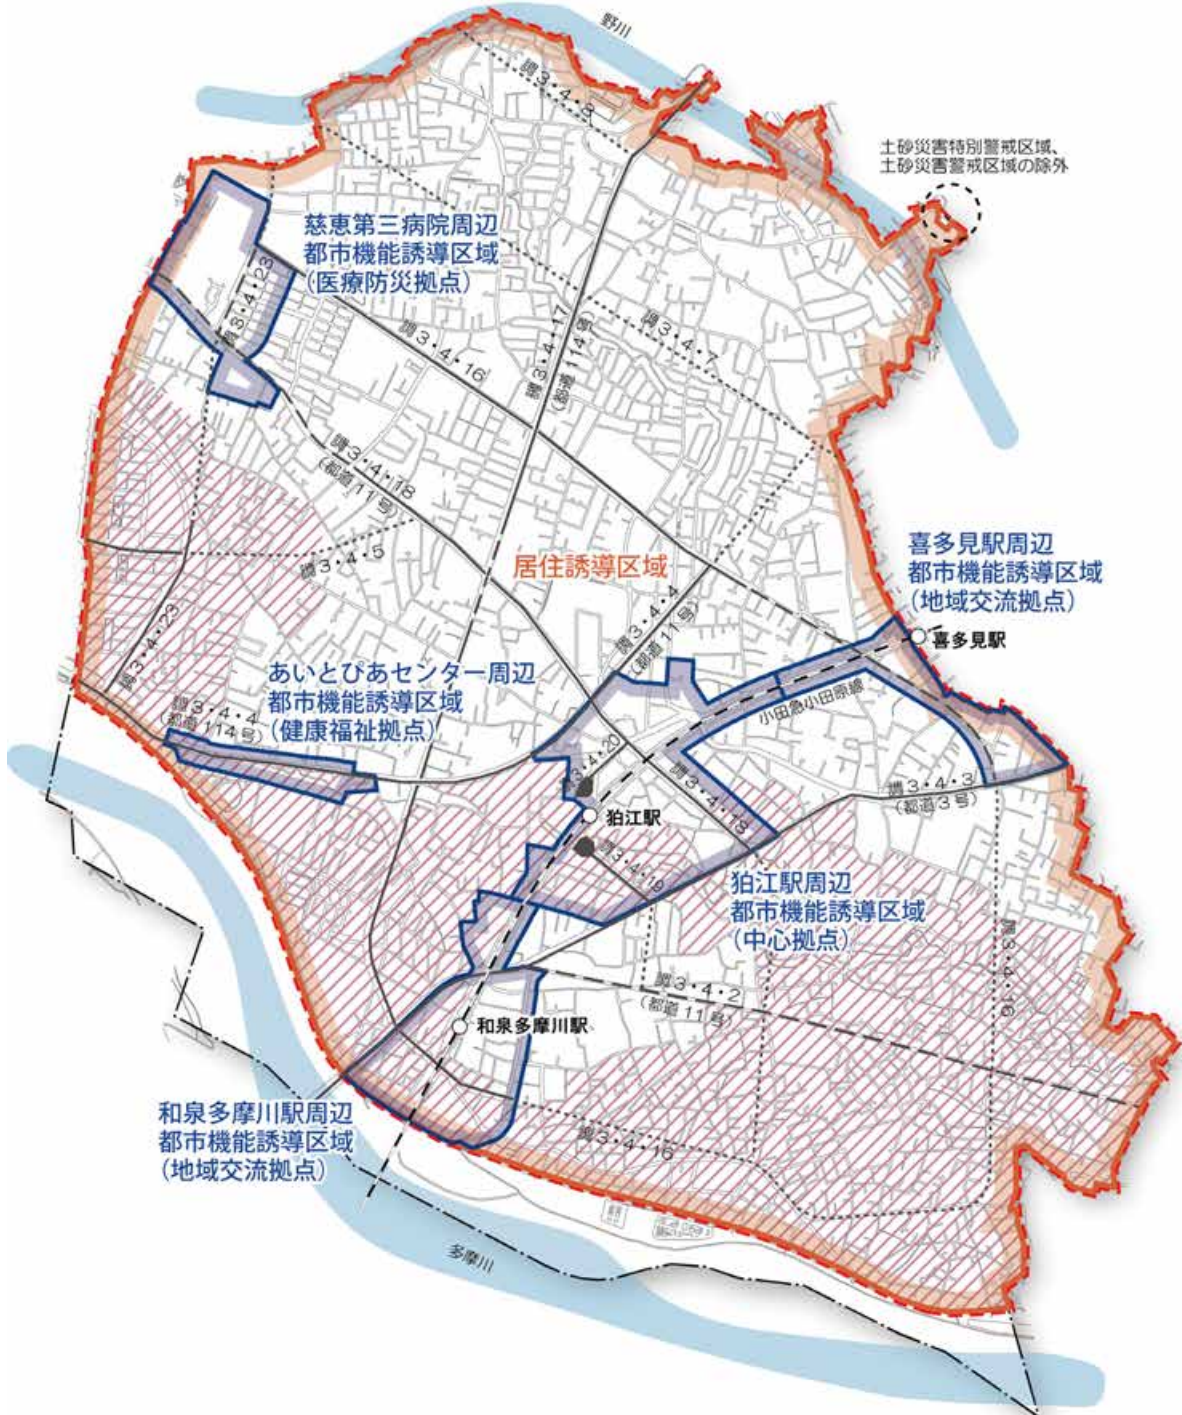 野川
調3・4・8
土砂災害特別警戒区域、
土砂災害警戒区域の除外
慈恵第三病院周辺
都市機能誘導区域
(医療防災拠点)
調3・4・23
調3・4・16
調3・4・17
(都道114号)
調3・4・7
調3・4・18
(都道11号)
調3・4・5
居住誘導区域
調3・4・4
(都道11号)
喜多見駅周辺
都市機能誘導区域
(地域交流拠点)
喜多見駅
調3・4・23
あいとぴあセンター周辺
都市機能誘導区域
(健康福祉拠点)
調3・4・4
(都道114号)
小田急小田原線
調3・4・20
調3・4・18
調3・4・3
(都道3号)
狛江駅
調3・4・19
狛江駅周辺
都市機能誘導区域
(中心拠点)
調3・4・16
調3・4・2
(都道11号)
和泉多摩川駅
和泉多摩川駅周辺
都市機能誘導区域
(地域交流拠点)
調3・4・16
多摩川